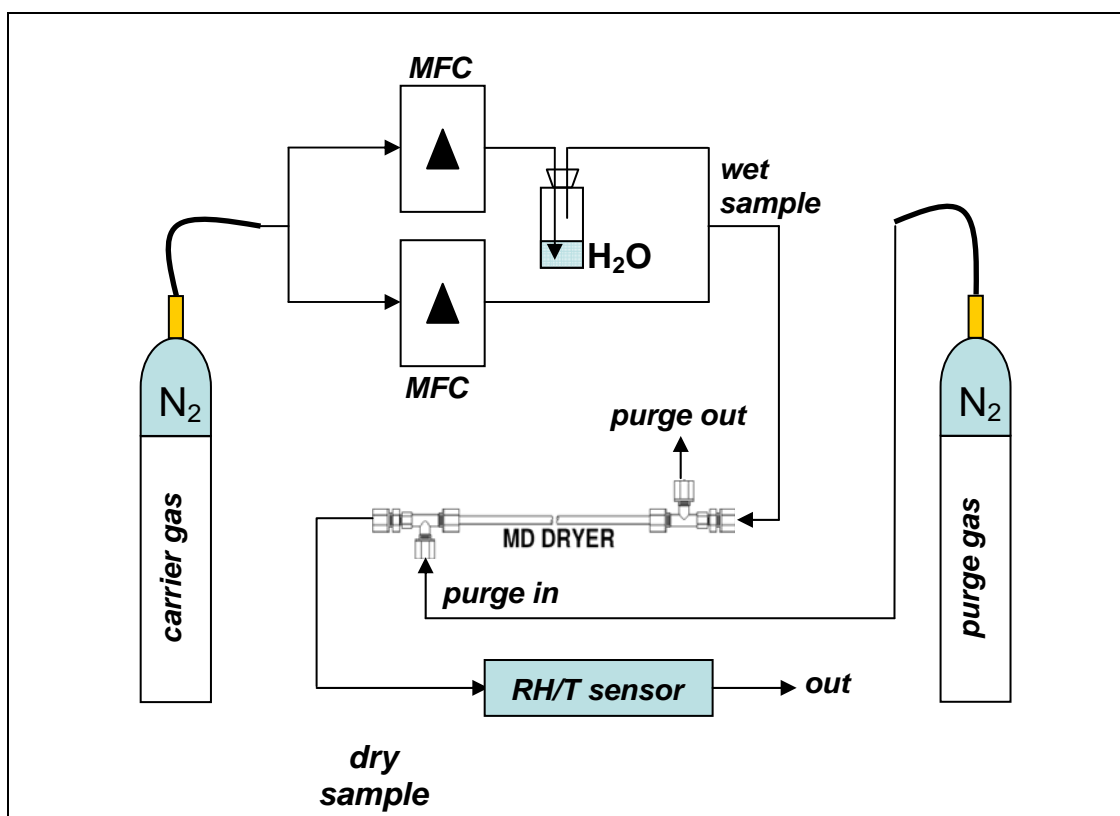 MFC
wet
sample
H₂O
MFC
N₂
carrier gas
purge out
MD DRYER
purge in
N₂
purge gas
RH/T sensor
out
dry
sample